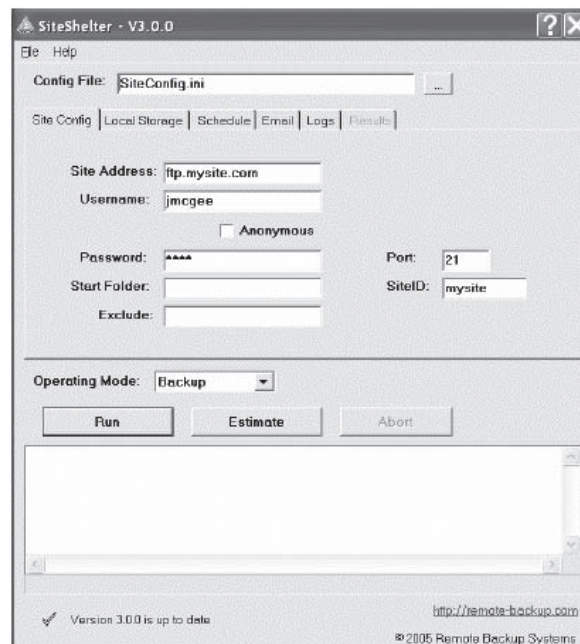 SiteShelter - V3.0.0
File Help
Config File: SiteConfig.ini ...
Site Config Local Storage Schedule Email Logs Results
Site Address: ftp.mysite.com
Username: jmcgee
Anonymous
Password: **** Port: 21
Start Folder: SiteID: mysite
Exclude:
Operating Mode: Backup
Run Estimate Abort
Version 3.0.0 is up to date
http://remote-backup.com
© 2005 Remote Backup Systems